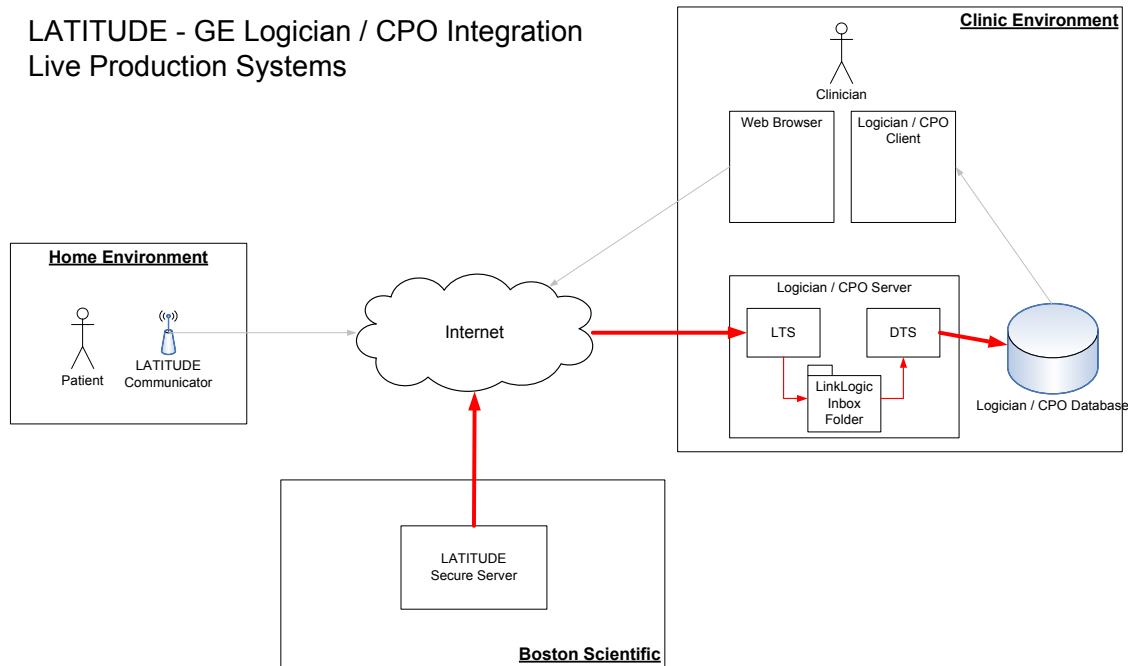 LATITUDE - GE Logician / CPO Integration
Live Production Systems
Clinic Environment
Clinician
Web Browser
Logician / CPO
Client
Home Environment
Patient
LATITUDE
Communicator
Internet
Logician / CPO Server
LTS
DTS
LinkLogic
Inbox
Folder
Logician / CPO Database
LATITUDE
Secure Server
Boston Scientific